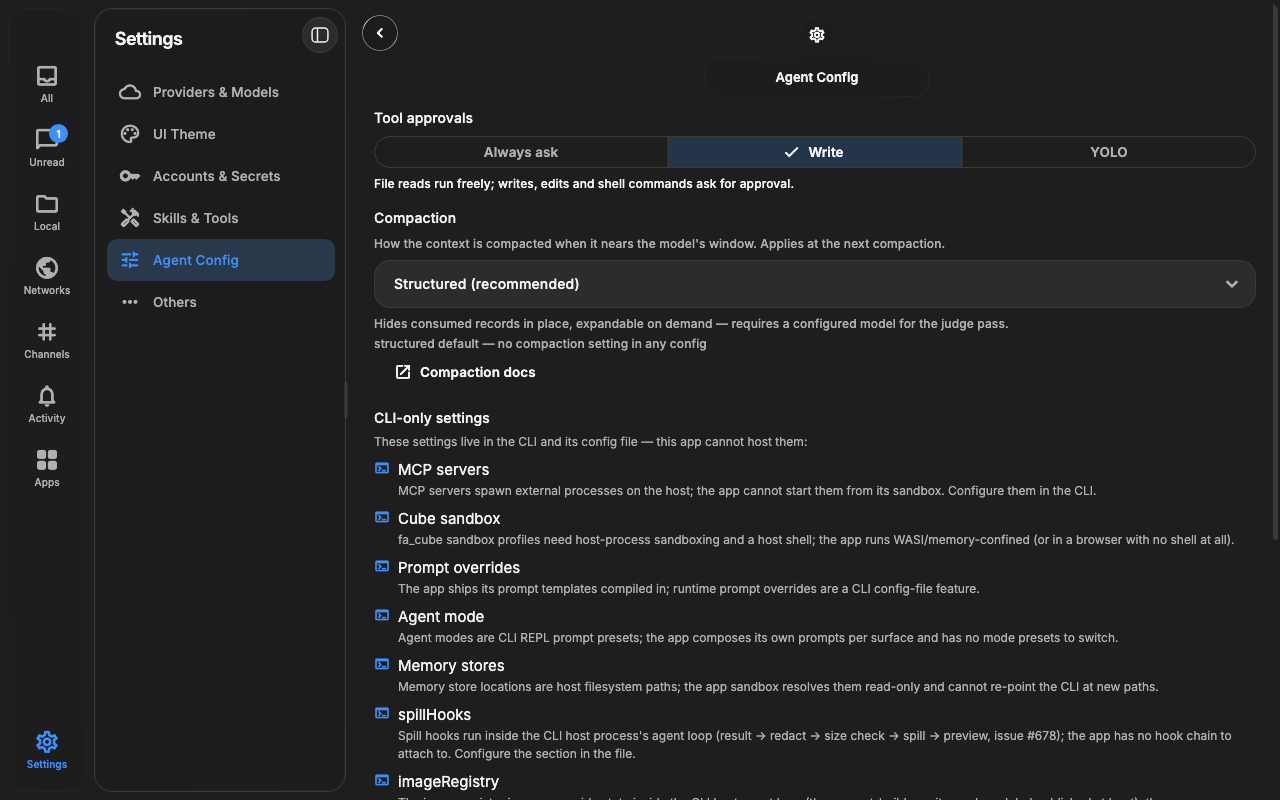 All
1
Unread
Local
Networks
Channels
Activity
Apps
Settings
Settings
Providers & Models
UI Theme
Accounts & Secrets
Skills & Tools
Agent Config
Others
Agent Config
Tool approvals
Always ask
Write
YOLO
File reads run freely; writes, edits and shell commands ask for approval.
Compaction
How the context is compacted when it nears the model's window. Applies at the next compaction.
Structured (recommended)
Hides consumed records in place, expandable on demand — requires a configured model for the judge pass.
structured default — no compaction setting in any config
Compaction docs
CLI-only settings
These settings live in the CLI and its config file — this app cannot host them:
MCP servers
MCP servers spawn external processes on the host; the app cannot start them from its sandbox. Configure them in the CLI.
Cube sandbox
fa_cube sandbox profiles need host-process sandboxing and a host shell; the app runs WASI/memory-confined (or in a browser with no shell at all).
Prompt overrides
The app ships its prompt templates compiled in; runtime prompt overrides are a CLI config-file feature.
Agent mode
Agent modes are CLI REPL prompt presets; the app composes its own prompts per surface and has no mode presets to switch.
Memory stores
Memory store locations are host filesystem paths; the app sandbox resolves them read-only and cannot re-point the CLI at new paths.
spillHooks
Spill hooks run inside the CLI host process's agent loop (result → redact → size check → spill → preview, issue #678); the app has no hook chain to
attach to. Configure the section in the file.
imageRegistry